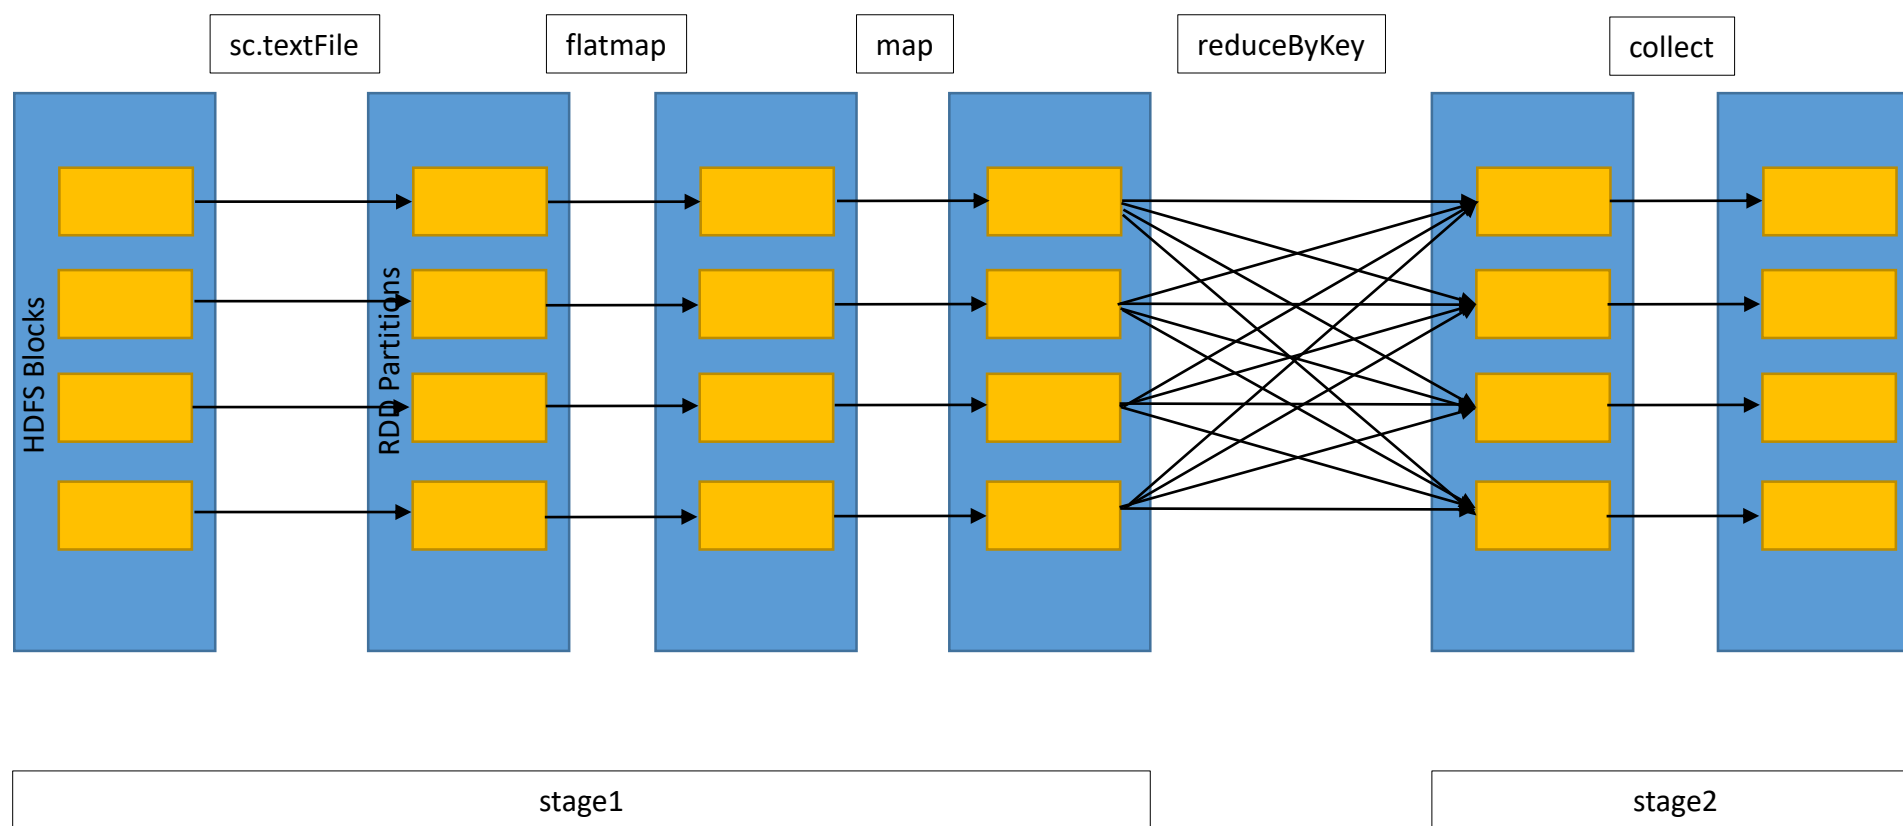 sc.textFile
flatmap
map
reduceByKey
collect
HDFS Blocks
RDD Partitions
stage1
stage2